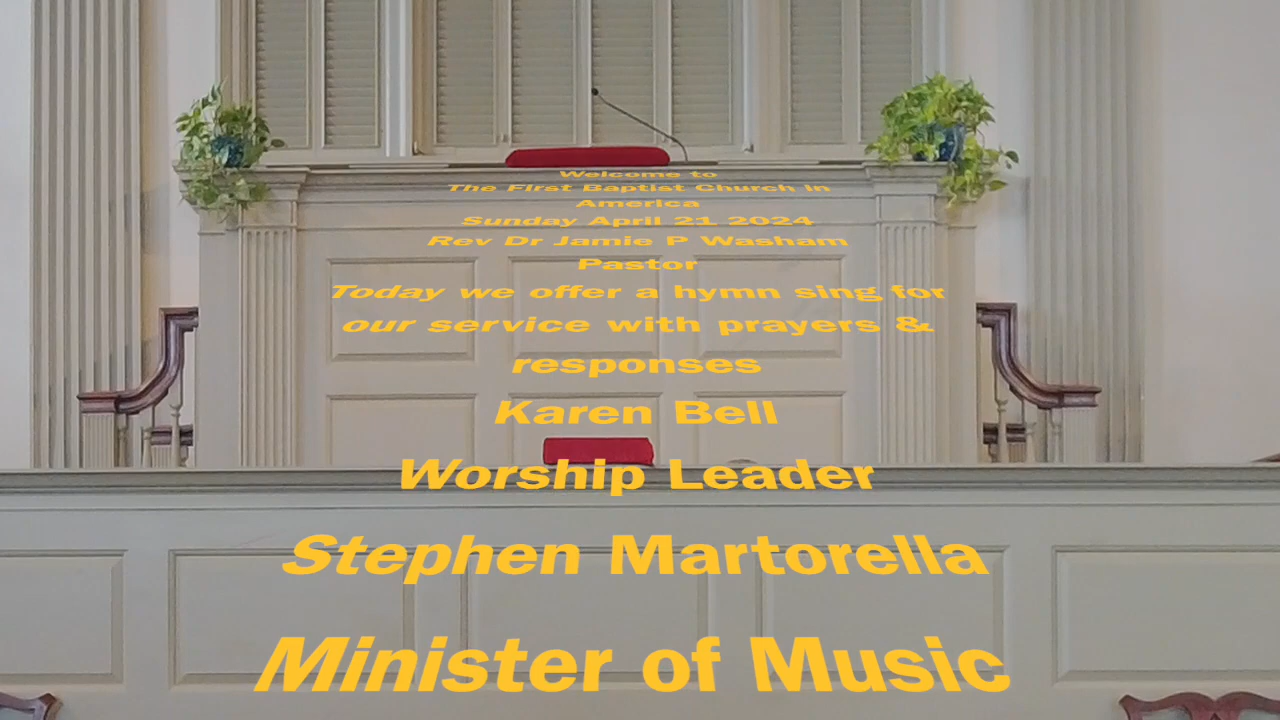 Welcome to
The First Baptist Church in
America
Sunday April 21 2024
Rev Dr Jamie P Washam
Pastor
Today we offer a hymn sing for
our service with prayers &
responses
Karen Bell
Worship Leader
Stephen Martorella
Minister of Music